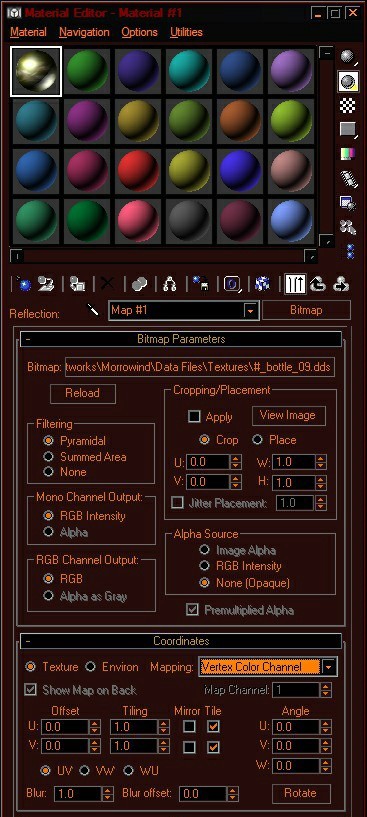 Material Editor - Material #1
Material Navigation Options Utilities
Reflection: Map #1 Bitmap
- Bitmap Parameters
Bitmap: tworks\Morrowind\Data Files\Textures\#_bottle_09.dds
Reload
Cropping/Placement
Apply View Image
Filtering
Pyramidal
Summed Area
None
Crop Place
U: 0.0 W: 1.0
V: 0.0 H: 1.0
Jitter Placement: 1.0
Mono Channel Output:
RGB Intensity
Alpha
Alpha Source
Image Alpha
RGB Intensity
None (Opaque)
RGB Channel Output:
RGB
Alpha as Gray
Premultiplied Alpha
- Coordinates
Texture Environ Mapping: Vertex Color Channel
Show Map on Back Map Channel: 1
Offset Tiling Mirror Tile Angle
U: 0.0 1.0 U: 0.0
V: 0.0 1.0 V: 0.0
W: 0.0
UV VW WU
Blur: 1.0 Blur offset: 0.0 Rotate